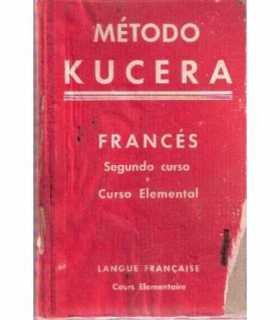 MÉTODO
KUCERA
FRANCÉS
Segundo curso
Curso Elemental
LANGUE FRANÇAISE
Cours Elementaire